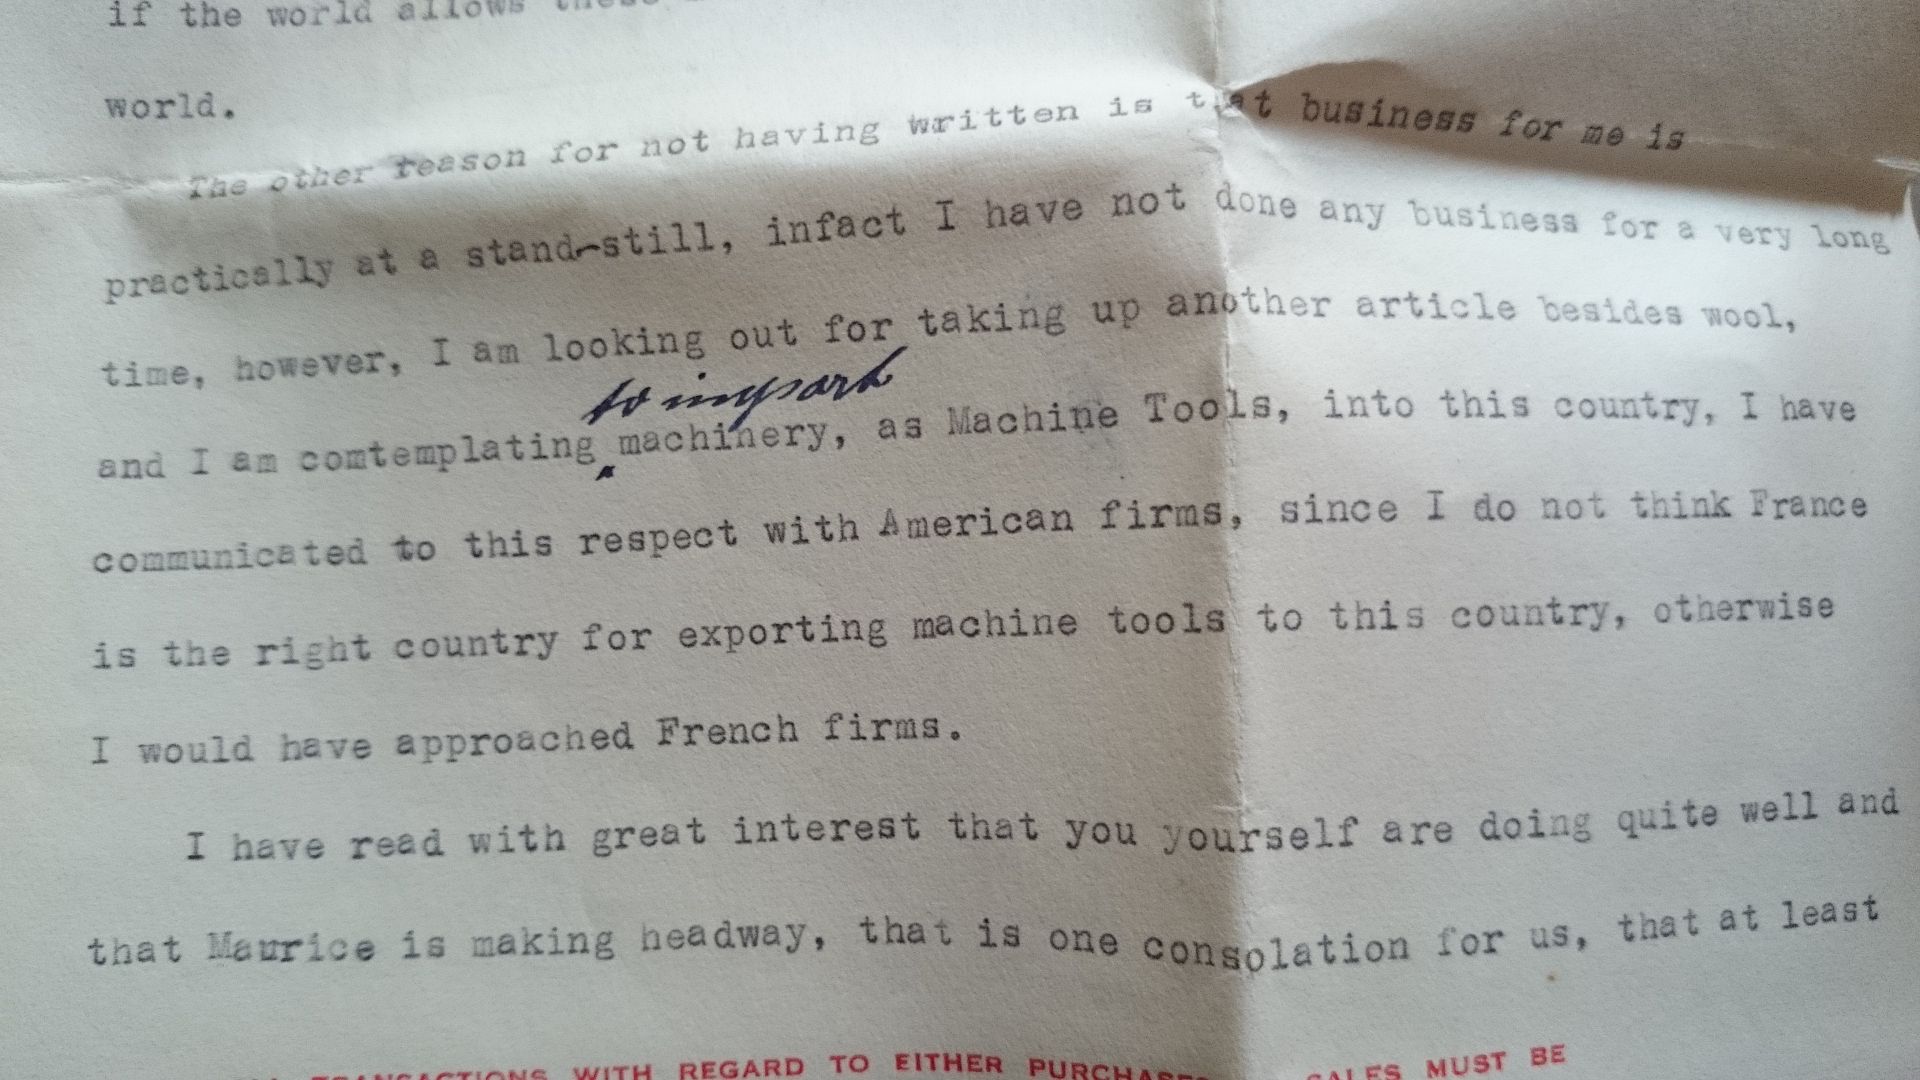 if the world allows these
world.
The other reason for not having written is that business for me is
practically at a stand-still, infact I have not done any business for a very long
time, however, I am looking out for taking up another article besides wool,
to import
and I am comtemplating machinery, as Machine Tools, into this country, I have
communicated to this respect with American firms, since I do not think France
is the right country for exporting machine tools to this country, otherwise
I would have approached French firms.
I have read with great interest that you yourself are doing quite well and
that Maurice is making headway, that is one consolation for us, that at least
TRANSACTIONS WITH REGARD TO EITHER PURCHASE SALES MUST BE